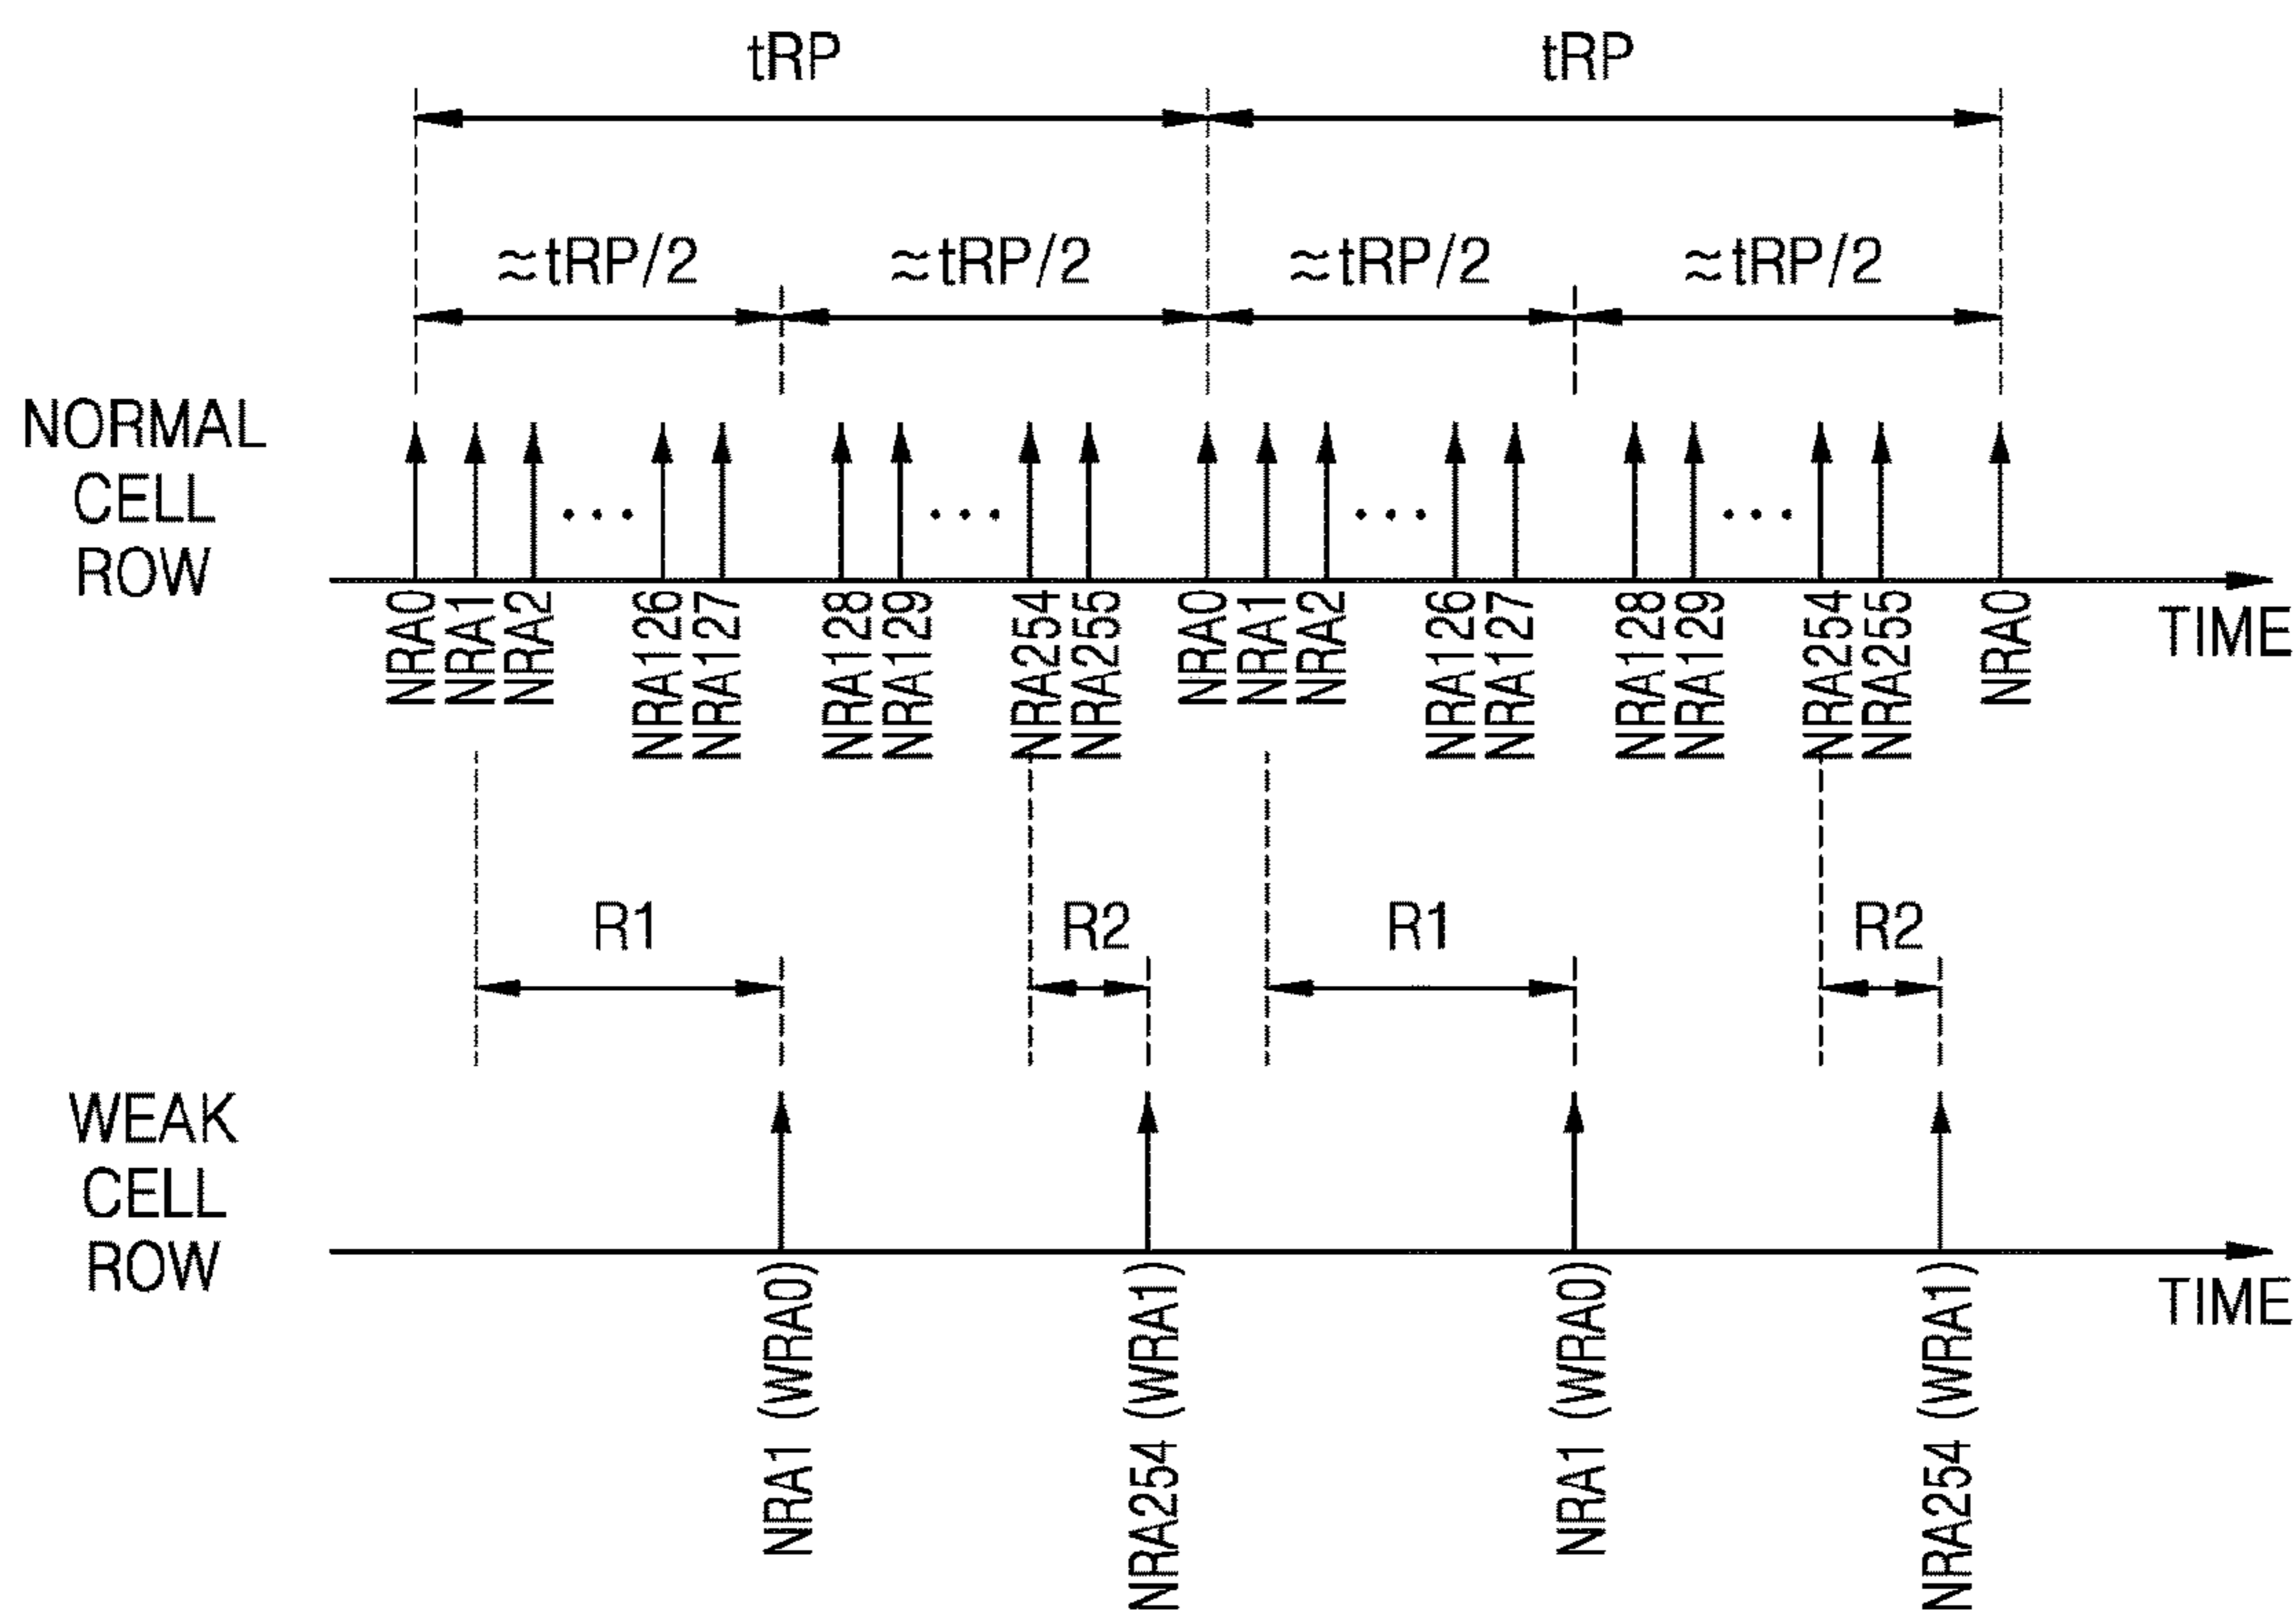 tRP tRP
≈tRP/2 ≈tRP/2 ≈tRP/2 ≈tRP/2
NORMAL
CELL
ROW
... ... ... ...
NRA0 NRA1 NRA2 NRA126 NRA127 NRA128 NRA129 NRA254 NRA255 NRA0 NRA1 NRA2 NRA126 NRA127 NRA128 NRA129 NRA254 NRA255 NRA0
TIME
R1 R2 R1 R2
WEAK
CELL
ROW
TIME
NRA1 (WRA0) NRA254 (WRA1) NRA1 (WRA0) NRA254 (WRA1)